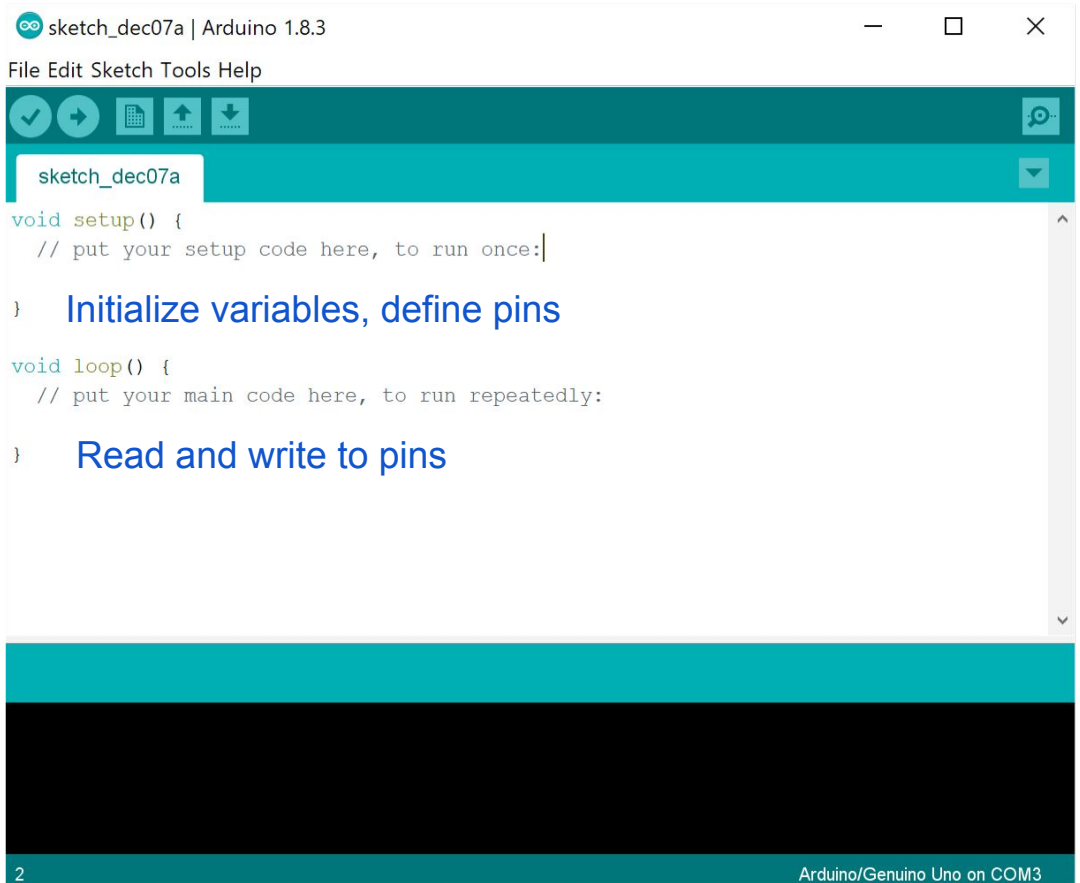 sketch_dec07a | Arduino 1.8.3
File Edit Sketch Tools Help
sketch_dec07a
void setup() {
// put your setup code here, to run once:
} Initialize variables, define pins
void loop() {
// put your main code here, to run repeatedly:
} Read and write to pins
2 Arduino/Genuino Uno on COM3